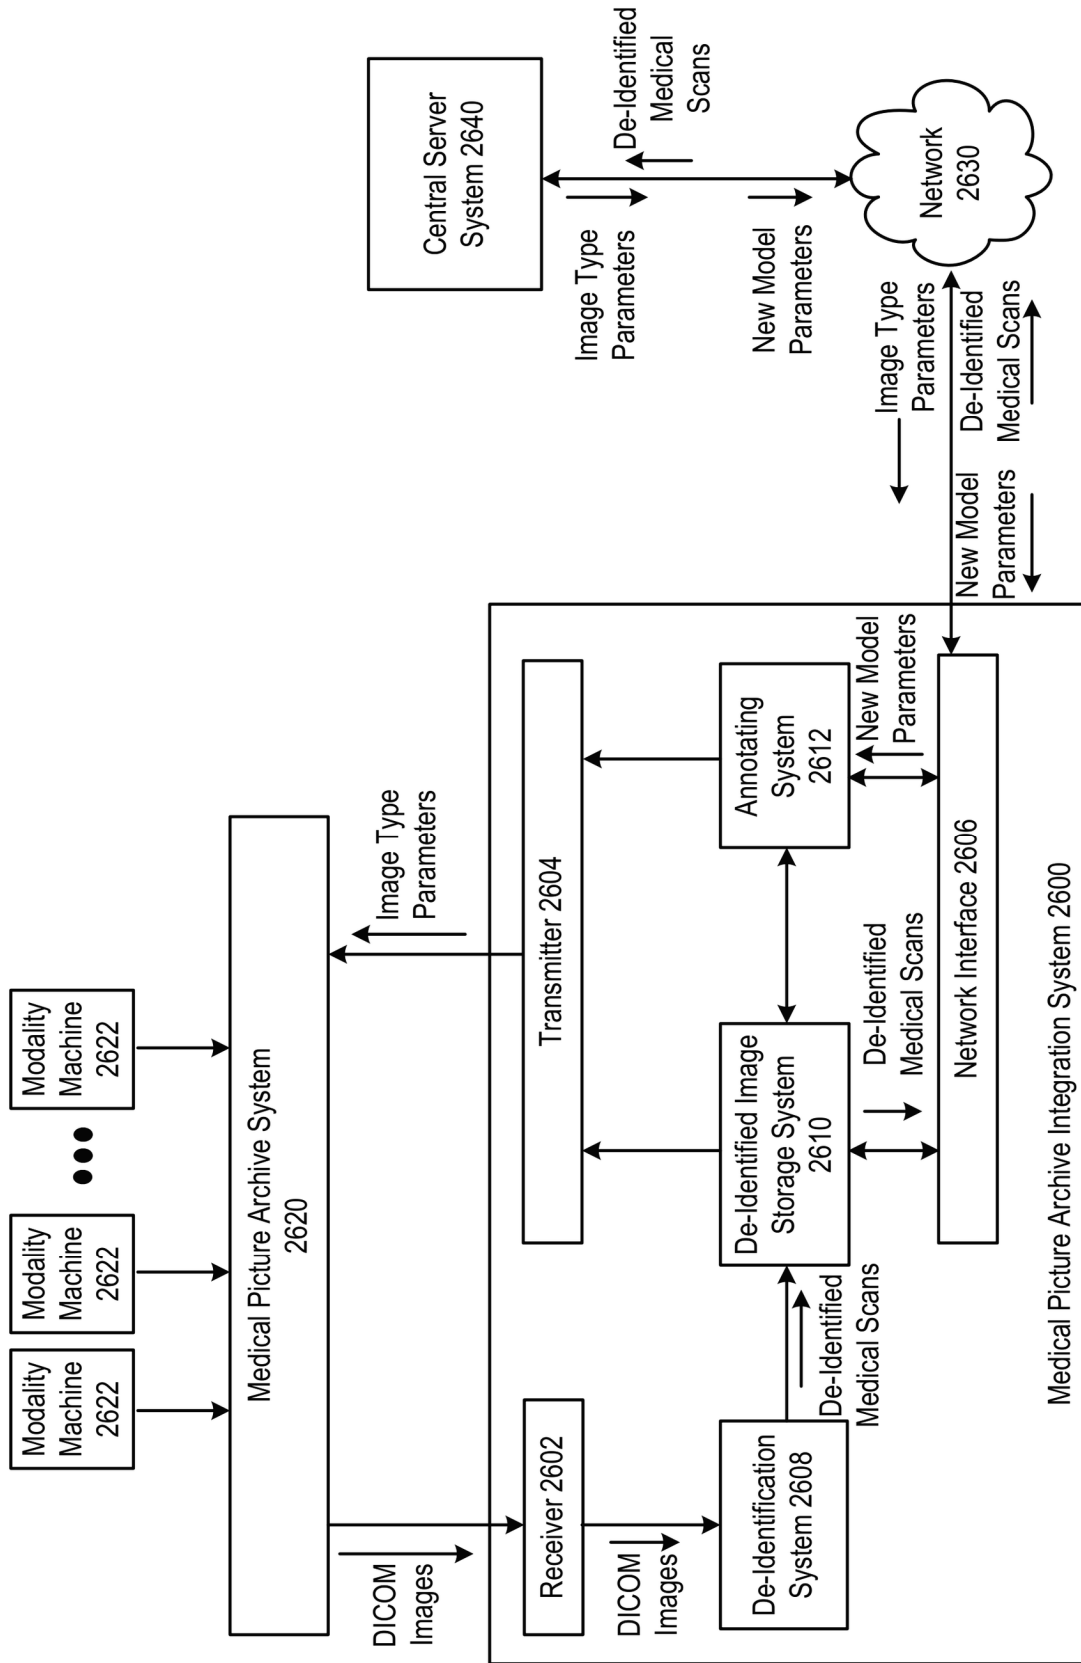 Modality
Machine
2622
Modality
Machine
2622
Modality
Machine
2622
Medical Picture Archive System
2620
DICOM
Images
Image Type
Parameters
Receiver 2602
Transmitter 2604
DICOM
Images
De-Identification
System 2608
De-Identified
Medical Scans
De-Identified Image
Storage System
2610
Annotating
System
2612
De-Identified
Medical Scans
New Model
Parameters
Network Interface 2606
Medical Picture Archive Integration System 2600
New Model
Parameters
Image Type
Parameters
De-Identified
Medical Scans
Network
2630
Image Type
Parameters
New Model
Parameters
De-Identified
Medical
Scans
Central Server
System 2640